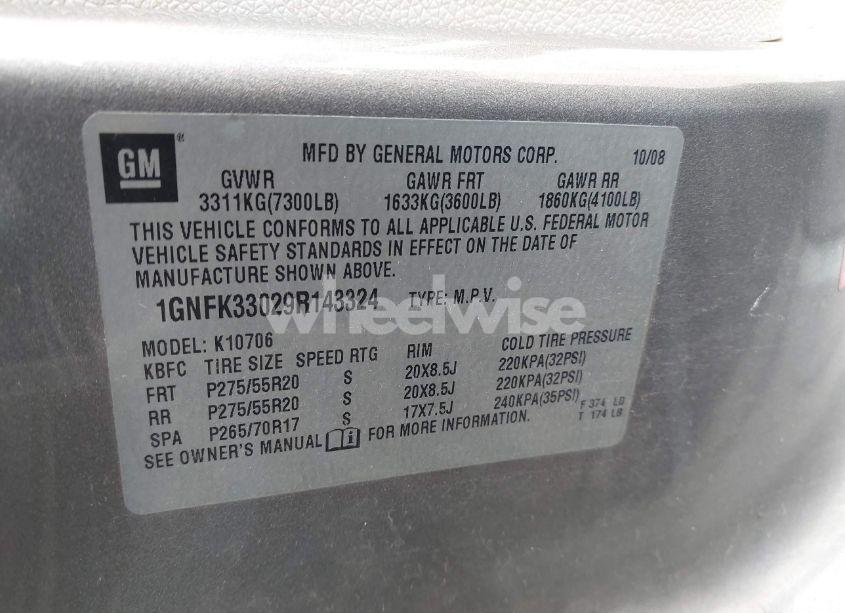 GM ®
MFD BY GENERAL MOTORS CORP. 10/08
GVWR GAWR FRT GAWR RR
3311KG(7300LB) 1633KG(3600LB) 1860KG(4100LB)
THIS VEHICLE CONFORMS TO ALL APPLICABLE U.S. FEDERAL MOTOR
VEHICLE SAFETY STANDARDS IN EFFECT ON THE DATE OF
MANUFACTURE SHOWN ABOVE.
1GNFK33029R143324 TYPE: M.P.V.
wheelwise
MODEL: K10706
KBFC TIRE SIZE SPEED RTG RIM COLD TIRE PRESSURE
FRT P275/55R20 S 20X8.5J 220KPA(32PSI)
RR P275/55R20 S 20X8.5J 220KPA(32PSI)
SPA P265/70R17 S 17X7.5J 240KPA(35PSI)
SEE OWNER'S MANUAL i FOR MORE INFORMATION.
F 374 LD
T 174 LB